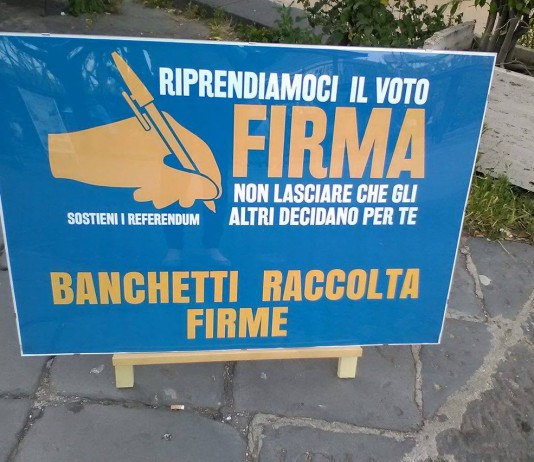 RIPRENDIAMOCI IL VOTO
FIRMA
NON LASCIARE CHE GLI
ALTRI DECIDANO PER TE
SOSTIENI I REFERENDUM
BANCHETTI RACCOLTA
FIRME